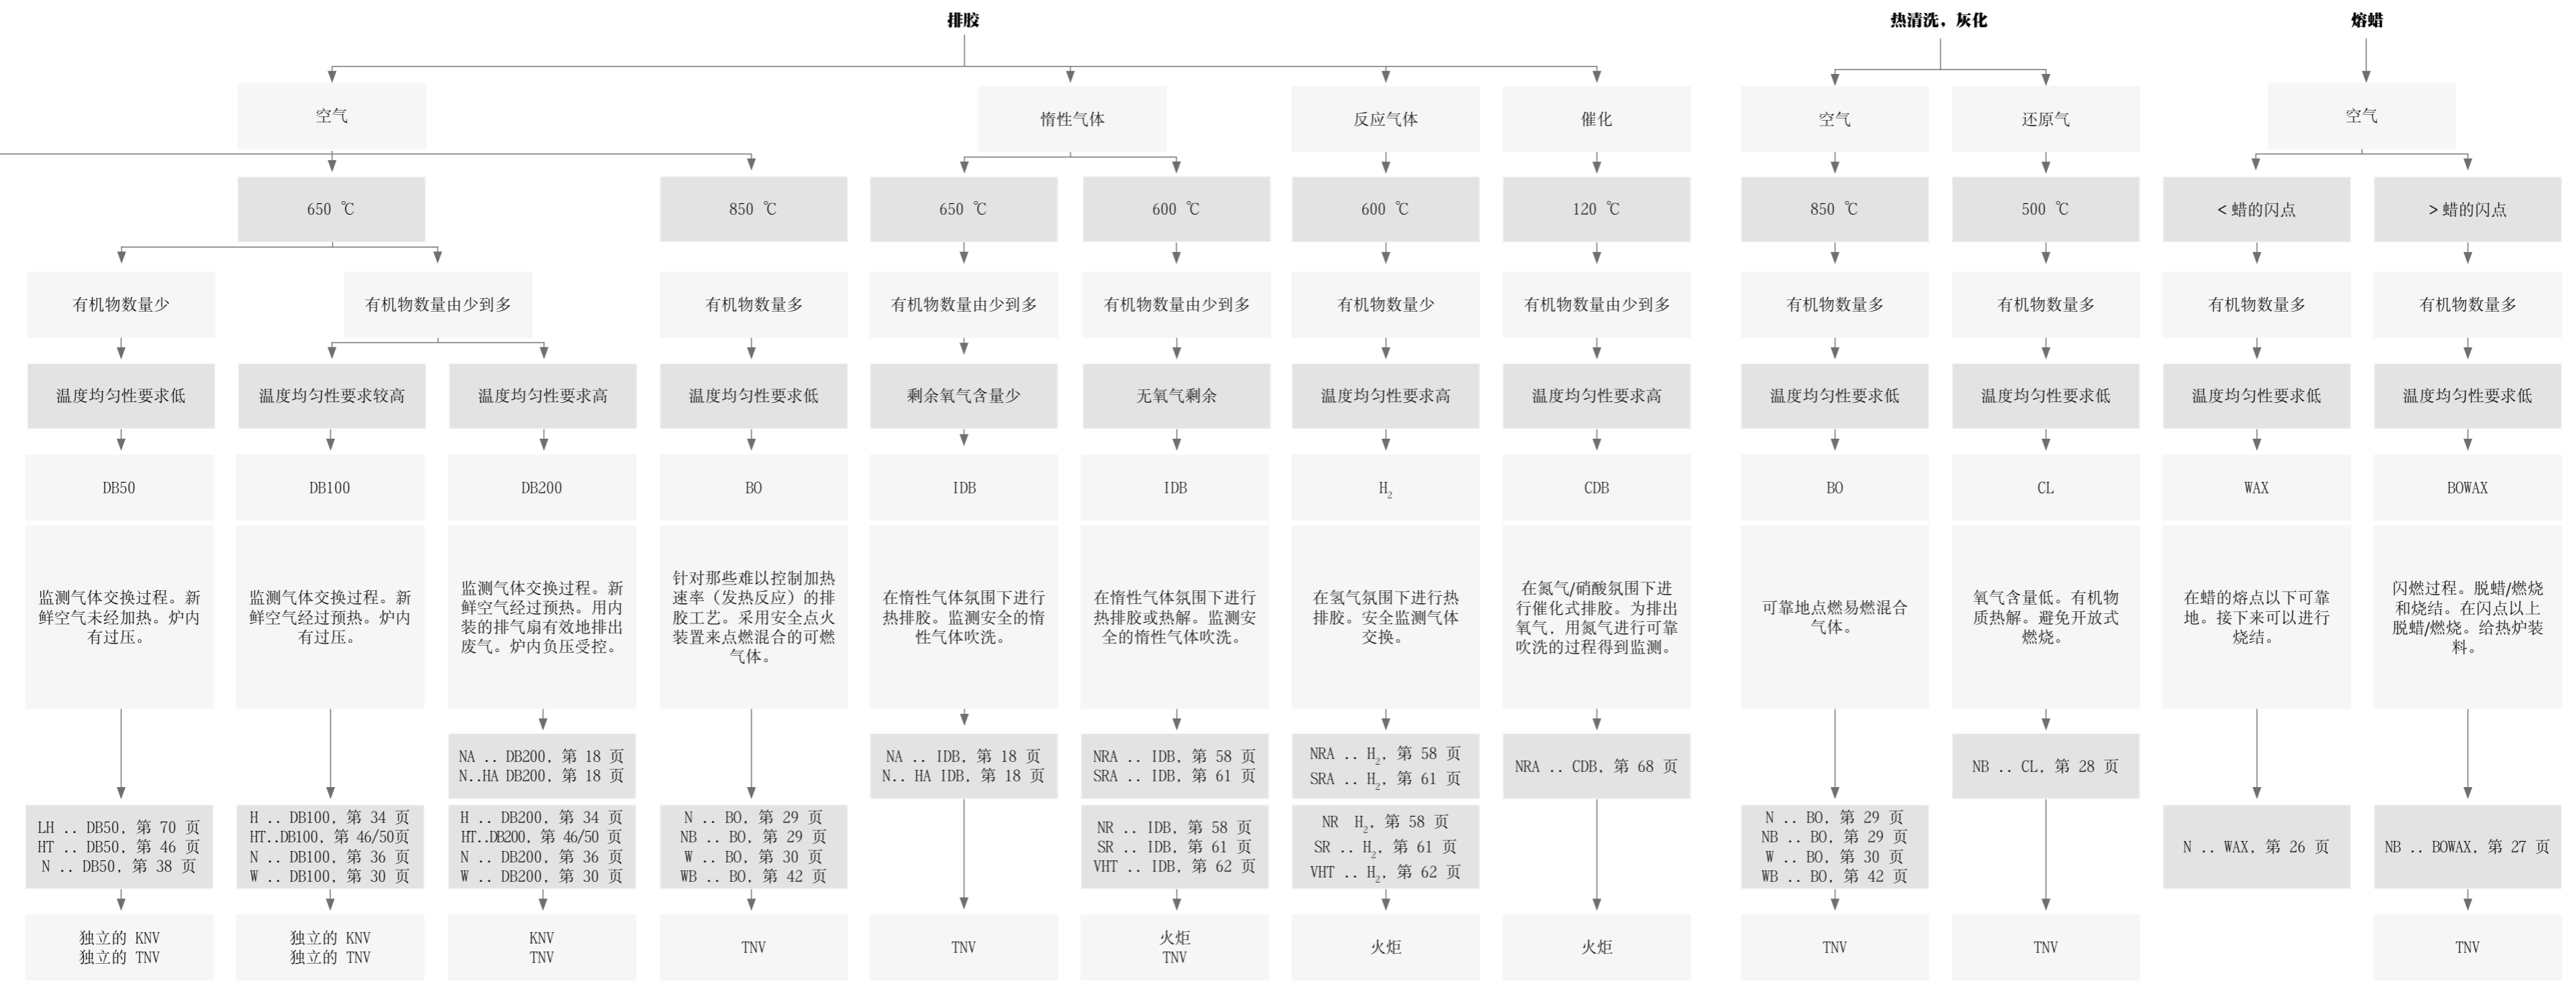 排胶
热清洗，灰化
熔蜡
空气
惰性气体
反应气体
催化
空气
还原气
空气
650 ℃
850 ℃
650 ℃
600 ℃
600 ℃
120 ℃
850 ℃
500 ℃
< 蜡的闪点
> 蜡的闪点
有机物数量少
有机物数量由少到多
有机物数量多
有机物数量由少到多
有机物数量由少到多
有机物数量少
有机物数量由少到多
有机物数量多
有机物数量多
有机物数量多
有机物数量多
温度均匀性要求低
温度均匀性要求较高
温度均匀性要求高
温度均匀性要求低
剩余氧气含量少
无氧气剩余
温度均匀性要求高
温度均匀性要求高
温度均匀性要求低
温度均匀性要求低
温度均匀性要求低
温度均匀性要求低
DB50
DB100
DB200
BO
IDB
IDB
H₂
CDB
BO
CL
WAX
BOWAX
监测气体交换过程。新
鲜空气未经加热。炉内
有过压。
监测气体交换过程。新
鲜空气经过预热。炉内
有过压。
监测气体交换过程。新
鲜空气经过预热。用内
装的排气扇有效地排出
废气。炉内负压受控。
针对那些难以控制加热
速率（发热反应）的排
胶工艺。采用安全点火
装置来点燃混合的可燃
气体。
在惰性气体氛围下进行
热排胶。监测安全的惰
性气体吹洗。
在惰性气体氛围下进行
热排胶或热解。监测安
全的惰性气体吹洗。
在氢气氛围下进行热
排胶。安全监测气体
交换。
在氮气/硝酸氛围下进
行催化式排胶。为排出
氧气，用氮气进行可靠
吹洗的过程得到监测。
可靠地点燃易燃混合
气体。
氧气含量低。有机物
质热解。避免开放式
燃烧。
在蜡的熔点以下可靠
地。接下来可以进行
烧结。
闪燃过程。脱蜡/燃烧
和烧结。在闪点以上
脱蜡/燃烧。给热炉装
料。
NA .. DB200, 第 18 页
N..HA DB200, 第 18 页
NA .. IDB, 第 18 页
N.. HA IDB, 第 18 页
NRA .. IDB, 第 58 页
SRA .. IDB, 第 61 页
NRA .. H₂, 第 58 页
SRA .. H₂, 第 61 页
NRA .. CDB, 第 68 页
NB .. CL, 第 28 页
LH .. DB50, 第 70 页
HT .. DB50, 第 46 页
N .. DB50, 第 38 页
H .. DB100, 第 34 页
HT..DB100, 第 46/50页
N .. DB100, 第 36 页
W .. DB100, 第 30 页
H .. DB200, 第 34 页
HT..DB200, 第 46/50 页
N .. DB200, 第 36 页
W .. DB200, 第 30 页
N .. BO, 第 29 页
NB .. BO, 第 29 页
W .. BO, 第 30 页
WB .. BO, 第 42 页
NR .. IDB, 第 58 页
SR .. IDB, 第 61 页
VHT .. IDB, 第 62 页
NR H₂, 第 58 页
SR .. H₂, 第 61 页
VHT .. H₂, 第 62 页
N .. BO, 第 29 页
NB .. BO, 第 29 页
W .. BO, 第 30 页
WB .. BO, 第 42 页
N .. WAX, 第 26 页
NB .. BOWAX, 第 27 页
独立的 KNV
独立的 TNV
独立的 KNV
独立的 TNV
KNV
TNV
TNV
TNV
火炬
TNV
火炬
火炬
TNV
TNV
TNV